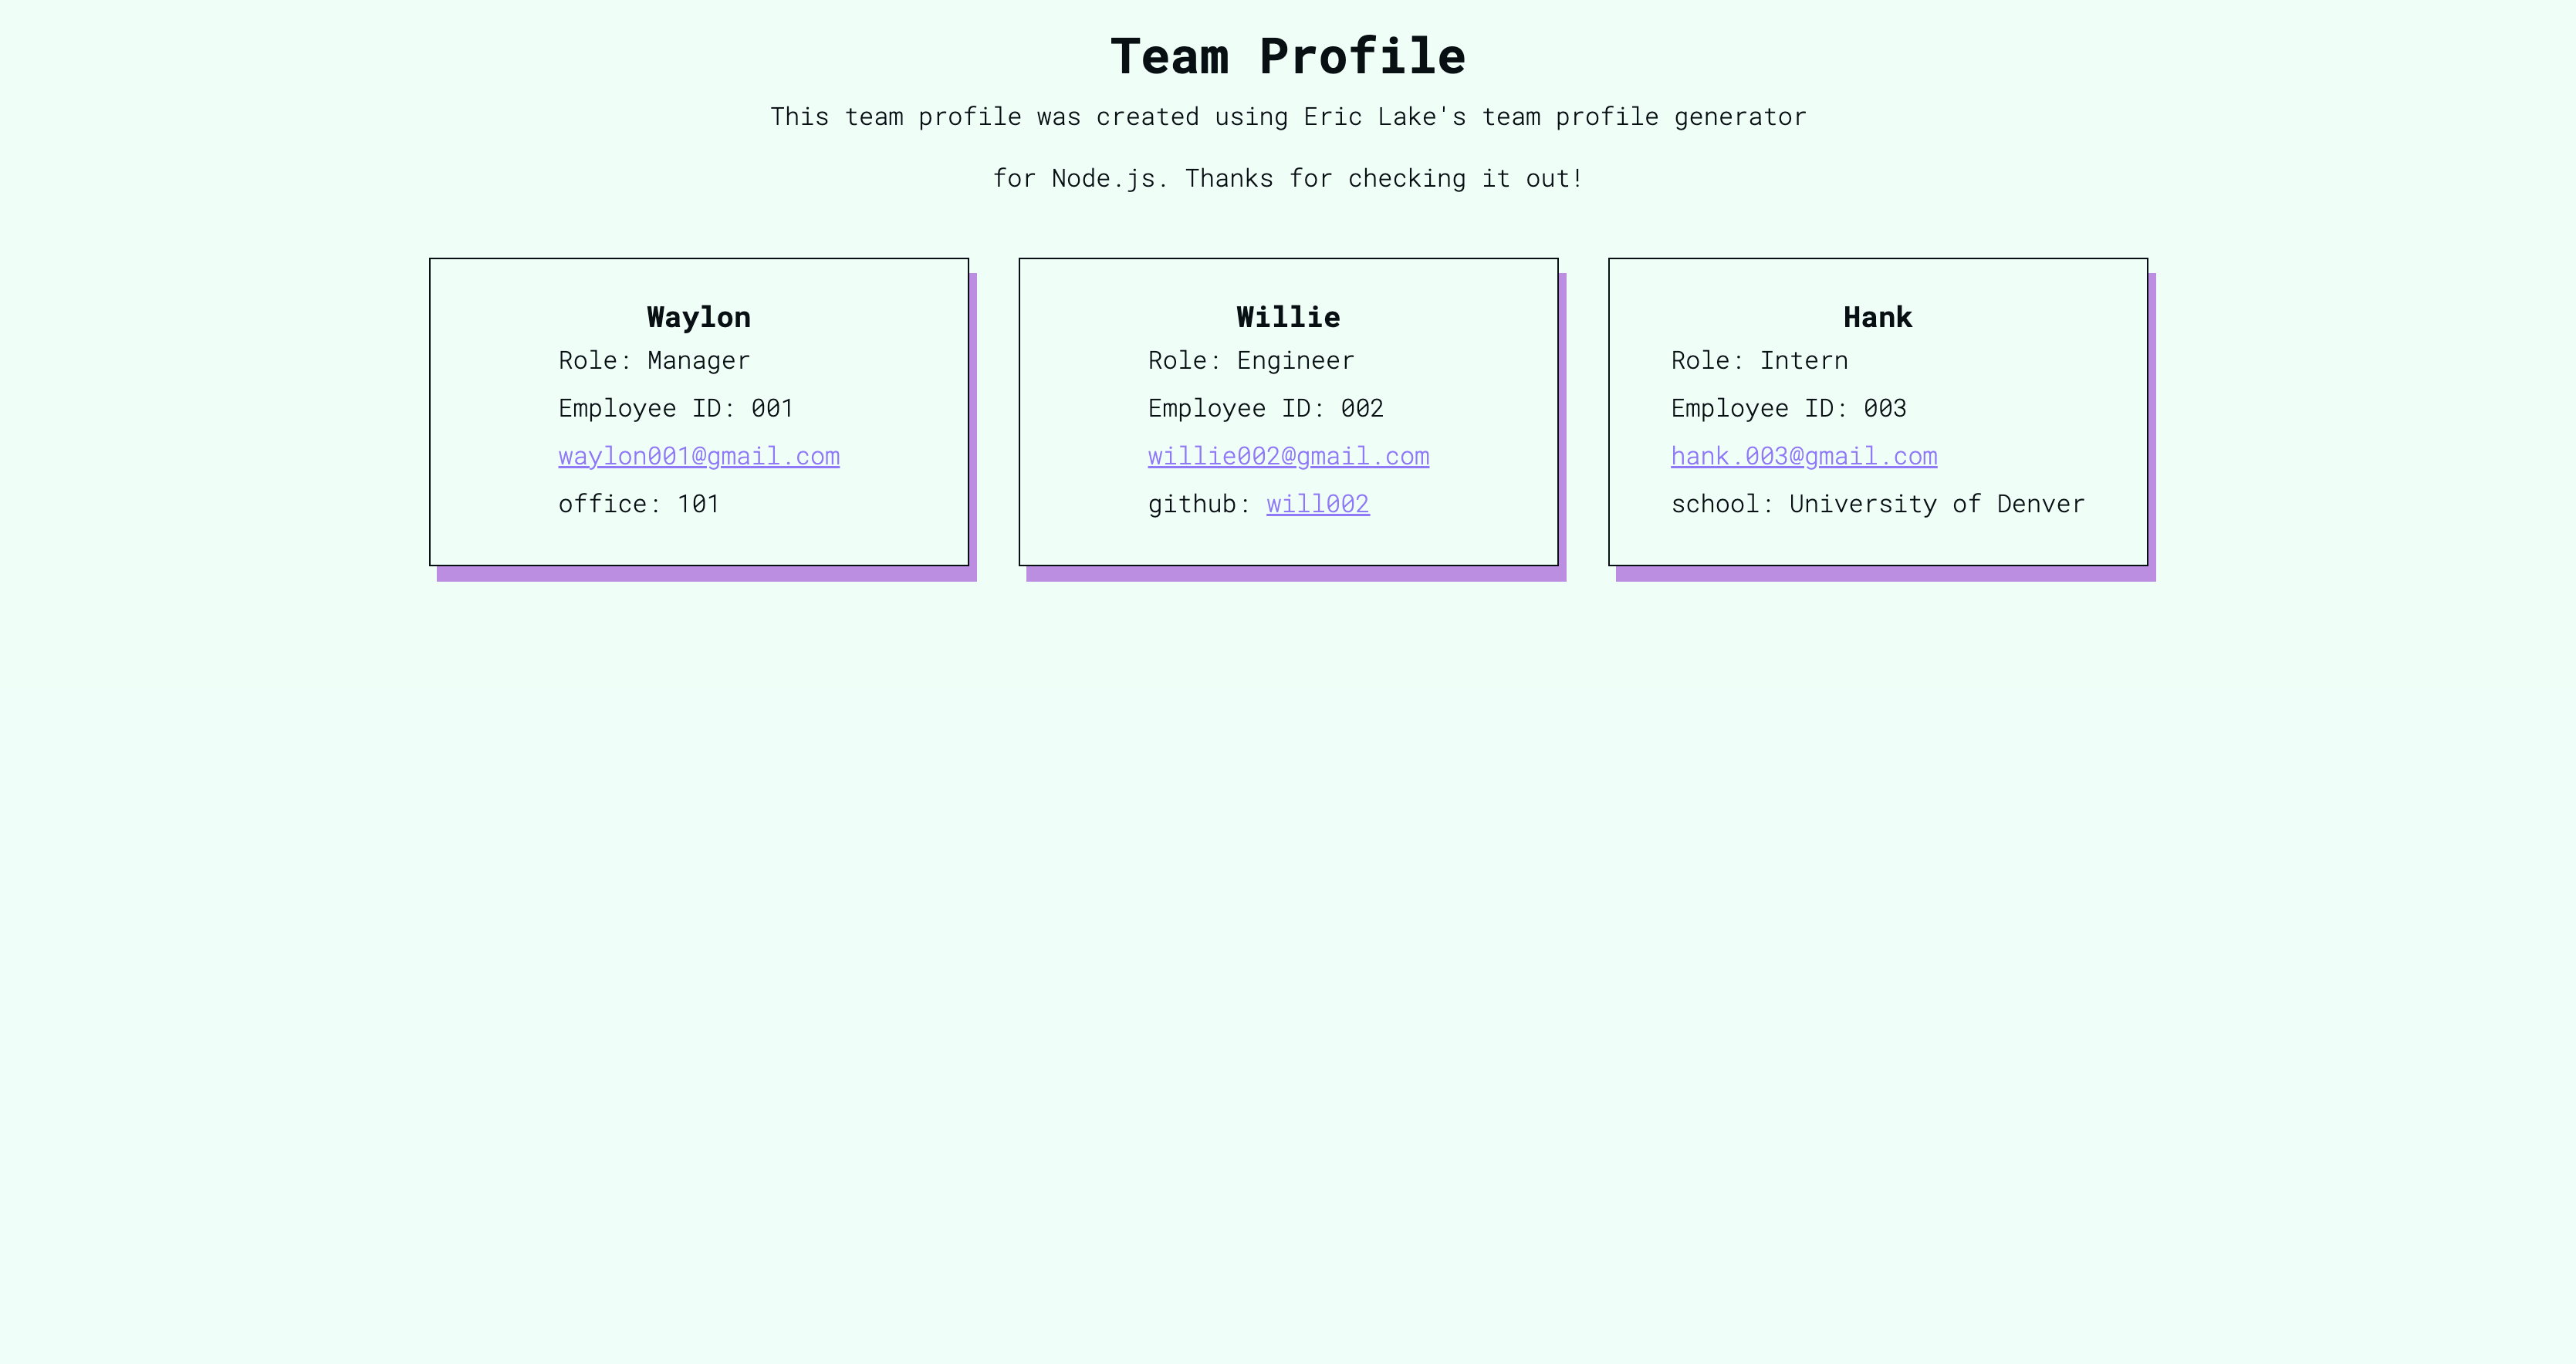 Team Profile
This team profile was created using Eric Lake's team profile generator
for Node.js. Thanks for checking it out!
Waylon
Role: Manager
Employee ID: 001
waylon001@gmail.com
office: 101
Willie
Role: Engineer
Employee ID: 002
willie002@gmail.com
github: will002
Hank
Role: Intern
Employee ID: 003
hank.003@gmail.com
school: University of Denver